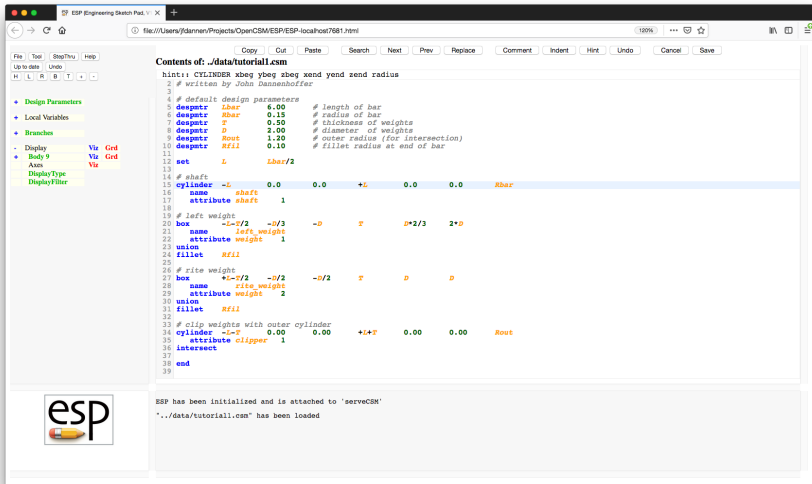 ESP (Engineering Sketch Pad,
file:///Users/jfdannen/Projects/OpenCSM/ESP/ESP-localhost7681.html
120%
File Tool StepThru Help
Up to date Undo
H L R B T + -
+ Design Parameters
+ Local Variables
+ Branches
- Display Viz Grd
+ Body 9 Viz Grd
Axes Viz
DisplayType
DisplayFilter
Copy Cut Paste Search Next Prev Replace Comment Indent Hint Undo Cancel Save
Contents of: ../data/tutorial1.csm
hint:: CYLINDER xbeg ybeg zbeg xend yend zend radius
2 # written by John Dannenhoffer
3
4 # default design parameters
5 despmtr Lbar 6.00 # length of bar
6 despmtr Rbar 0.15 # radius of bar
7 despmtr T 0.50 # thickness of weights
8 despmtr D 2.00 # diameter of weights
9 despmtr Rout 1.20 # outer radius (for intersection)
10 despmtr Rfil 0.10 # fillet radius at end of bar
11
12 set L Lbar/2
13
14 # shaft
15 cylinder -L 0.0 0.0 +L 0.0 0.0 Rbar
16 name shaft
17 attribute shaft 1
18
19 # left weight
20 box -L-T/2 -D/3 -D T D*2/3 2*D
21 name left_weight
22 attribute weight 1
23 union
24 fillet Rfil
25
26 # rite weight
27 box +L-T/2 -D/2 -D/2 T D D
28 name rite_weight
29 attribute weight 2
30 union
31 fillet Rfil
32
33 # clip weights with outer cylinder
34 cylinder -L-T 0.00 0.00 +L+T 0.00 0.00 Rout
35 attribute clipper 1
36 intersect
37
38 end
39
esp
ESP has been initialized and is attached to 'serveCSM'
"../data/tutorial1.csm" has been loaded